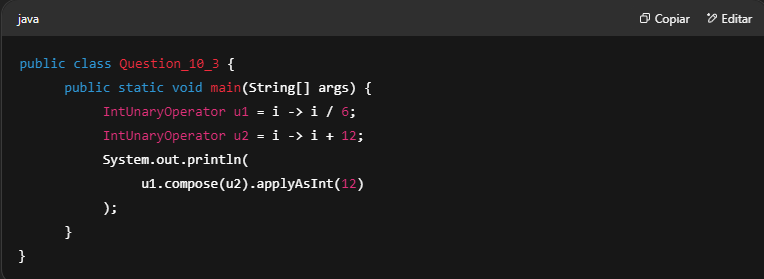 java Copiar Editar
public class Question_10_3 {
public static void main(String[] args) {
IntUnaryOperator u1 = i -> i / 6;
IntUnaryOperator u2 = i -> i + 12;
System.out.println(
u1.compose(u2).applyAsInt(12)
);
}
}